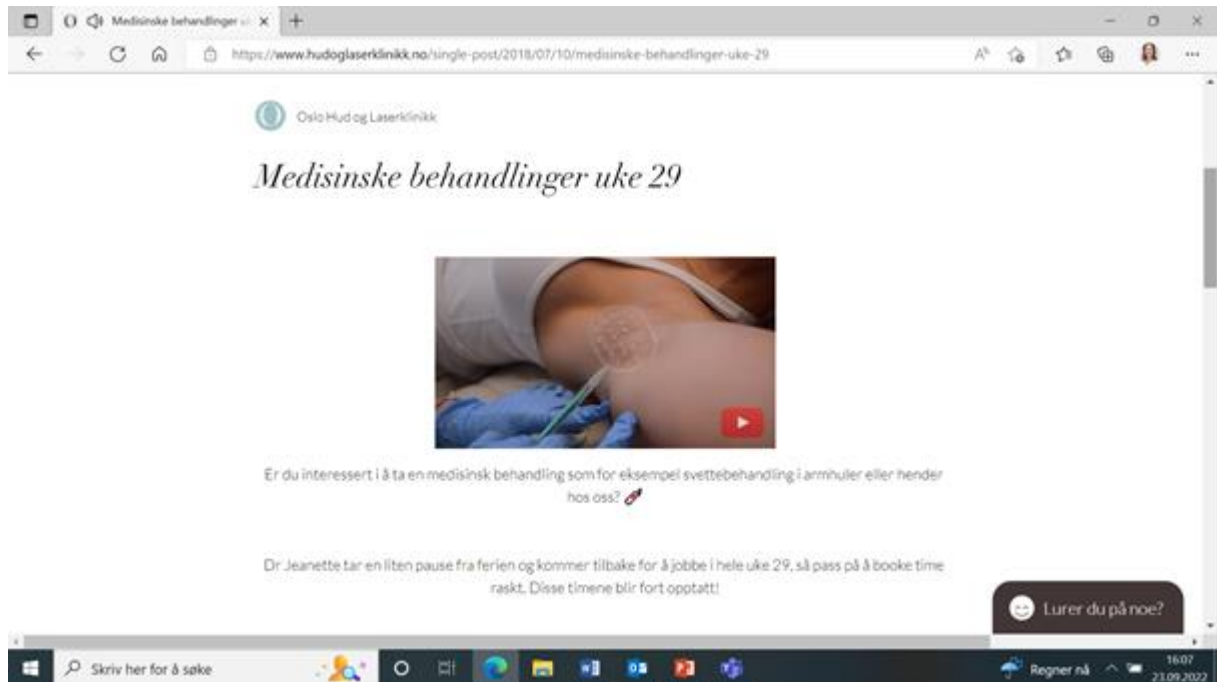 Medisinske behandlinger
https://www.hudoglaserklinikk.no/single-post/2018/07/10/medisinske-behandlinger-uke-29
Oslo Hud og Laserklinikk
Medisinske behandlinger uke 29
Er du interessert i å ta en medisinsk behandling som for eksempel svettebehandling i armhuler eller hender
hos oss?
Dr Jeanette tar en liten pause fra ferien og kommer tilbake for å jobbe i hele uke 29, så pass på å booke time
raskt. Disse timene blir fort opptatt!
Lurer du på noe?
Skriv her for å søke
Regner nå
16:07
23.09.2022